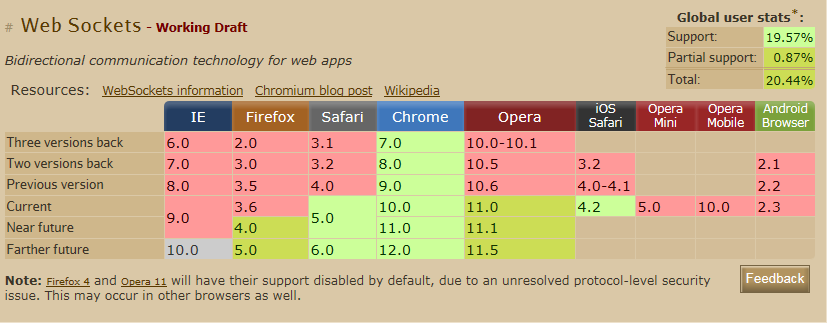 # Web Sockets - Working Draft
Global user stats*:
Support: 19.57%
Partial support: 0.87%
Total: 20.44%
Bidirectional communication technology for web apps
Resources: WebSockets information Chromium blog post Wikipedia
IE Firefox Safari Chrome Opera iOS Safari Opera Mini Opera Mobile Android Browser
Three versions back 6.0 2.0 3.1 7.0 10.0-10.1
Two versions back 7.0 3.0 3.2 8.0 10.5 3.2 2.1
Previous version 8.0 3.5 4.0 9.0 10.6 4.0-4.1 2.2
Current 9.0 3.6 5.0 10.0 11.0 4.2 5.0 10.0 2.3
Near future 4.0 11.0 11.1
Farther future 10.0 5.0 6.0 12.0 11.5
Note: Firefox 4 and Opera 11 will have their support disabled by default, due to an unresolved protocol-level security
issue. This may occur in other browsers as well.
Feedback